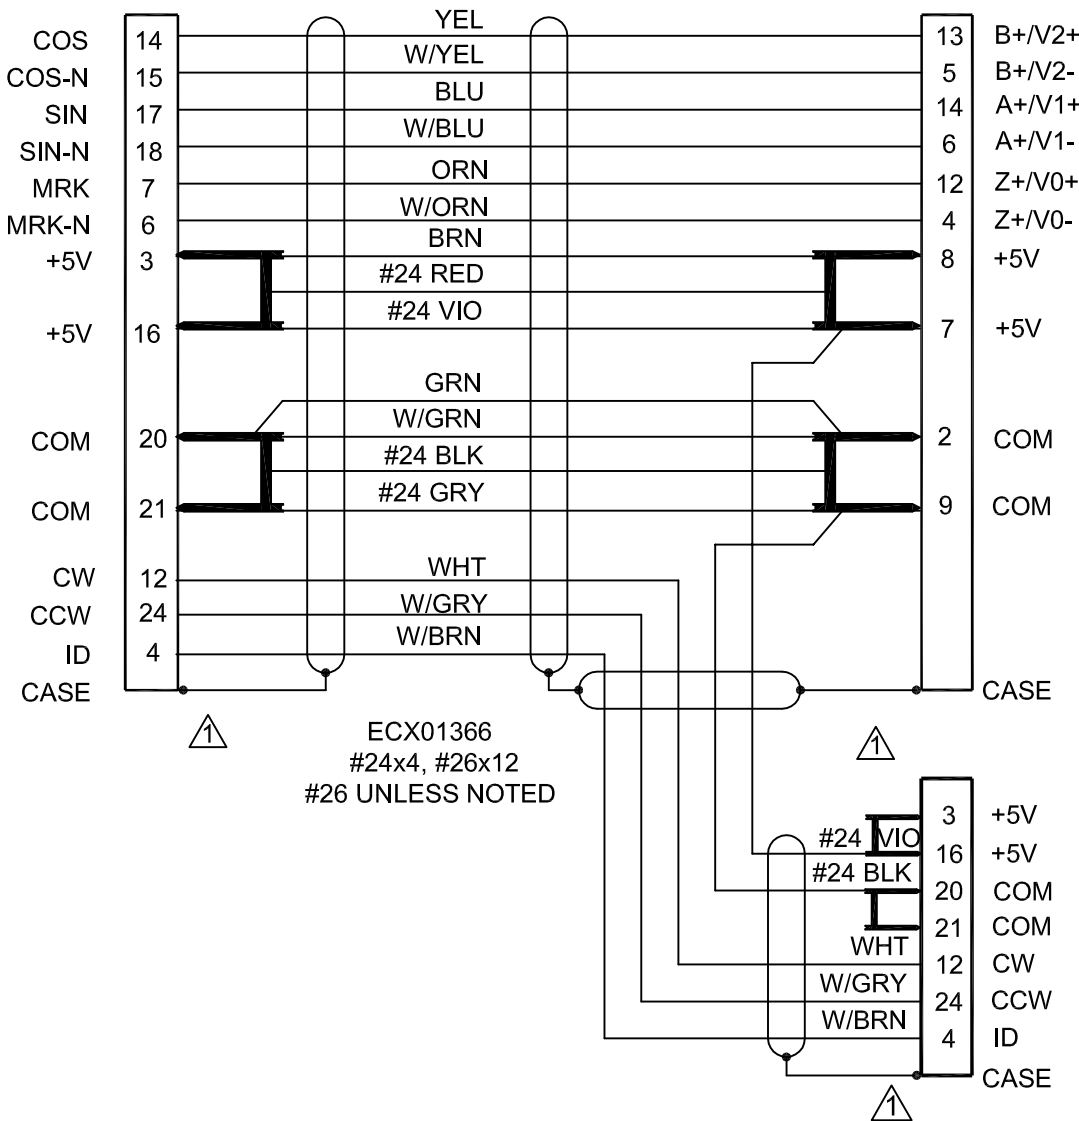 COS 14 YEL 13 B+/V2+
COS-N 15 W/YEL 5 B+/V2-
SIN 17 BLU 14 A+/V1+
SIN-N 18 W/BLU 6 A+/V1-
MRK 7 ORN 12 Z+/V0+
MRK-N 6 W/ORN 4 Z+/V0-
+5V 3 BRN 8 +5V
#24 RED
+5V 16 #24 VIO 7 +5V
GRN
COM 20 W/GRN 2 COM
#24 BLK
COM 21 #24 GRY 9 COM
CW 12 WHT
CCW 24 W/GRY
ID 4 W/BRN
CASE CASE
1 1
ECX01366
#24x4, #26x12
#26 UNLESS NOTED
3 +5V
#24 VIO 16 +5V
#24 BLK 20 COM
21 COM
WHT 12 CW
W/GRY 24 CCW
W/BRN 4 ID
CASE
1